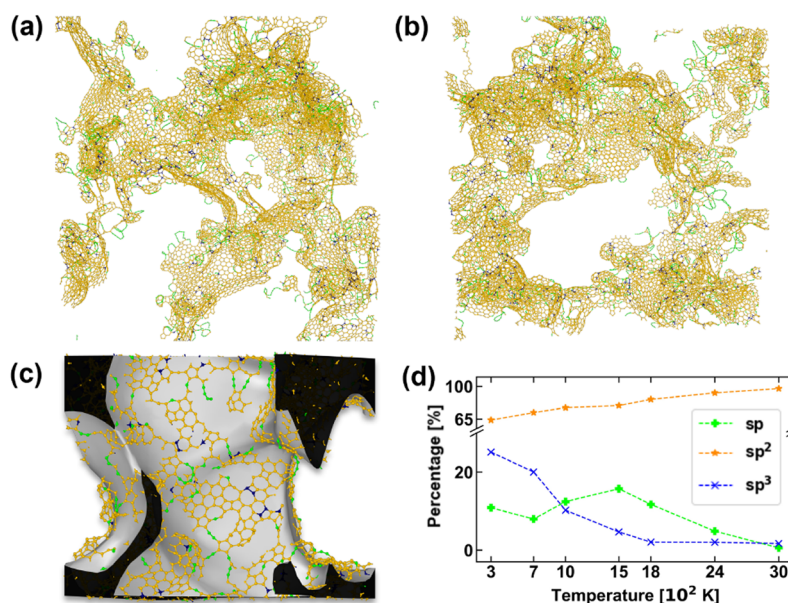 (a)
(b)
(c)
(d)
100
65
20
0
Percentage [%]
sp
sp²
sp³
3 7 10 15 18 24 30
Temperature [10² K]